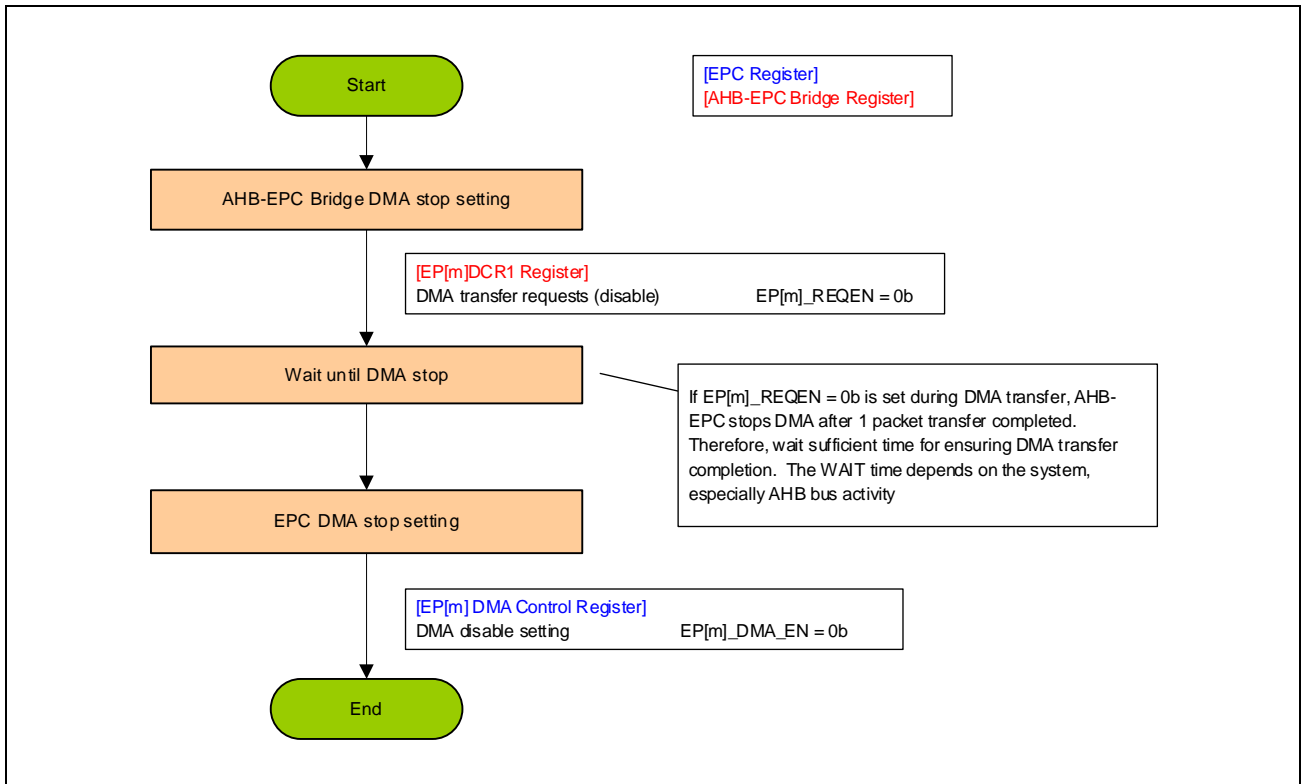 Start
[EPC Register]
[AHB-EPC Bridge Register]
AHB-EPC Bridge DMA stop setting
[EP[m]DCR1 Register]
DMA transfer requests (disable) EP[m]_REQEN = 0b
Wait until DMA stop
If EP[m]_REQEN = 0b is set during DMA transfer, AHB-
EPC stops DMA after 1 packet transfer completed.
Therefore, wait sufficient time for ensuring DMA transfer
completion. The WAIT time depends on the system,
especially AHB bus activity
EPC DMA stop setting
[EP[m] DMA Control Register]
DMA disable setting EP[m]_DMA_EN = 0b
End